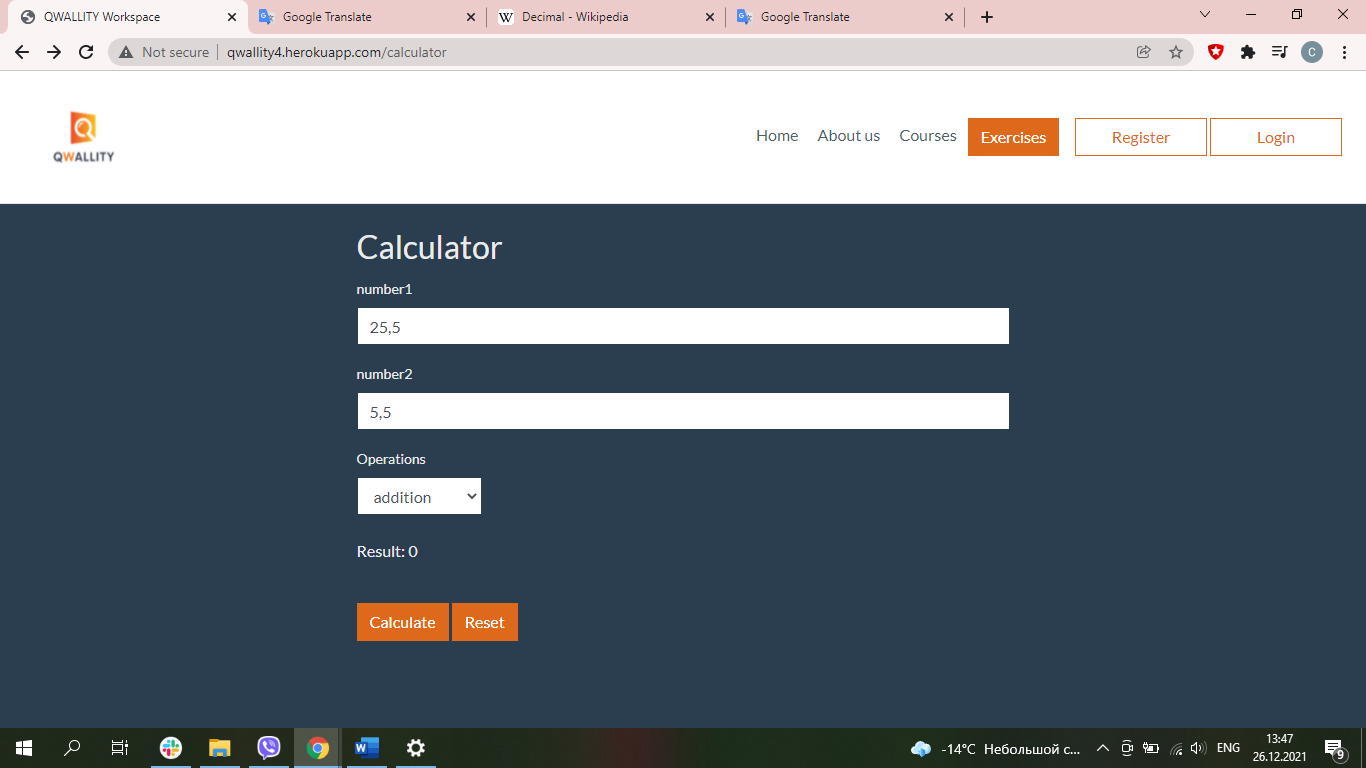 QWALLITY Workspace
Google Translate
W Decimal - Wikipedia
Google Translate
Not secure qwallity4.herokuapp.com/calculator
C
QWALLITY
Home About us Courses Exercises Register Login
Calculator
number1
25,5
number2
5,5
Operations
addition
Result: 0
Calculate Reset
-14°C Небольшой с... ENG
13:47
26.12.2021
9